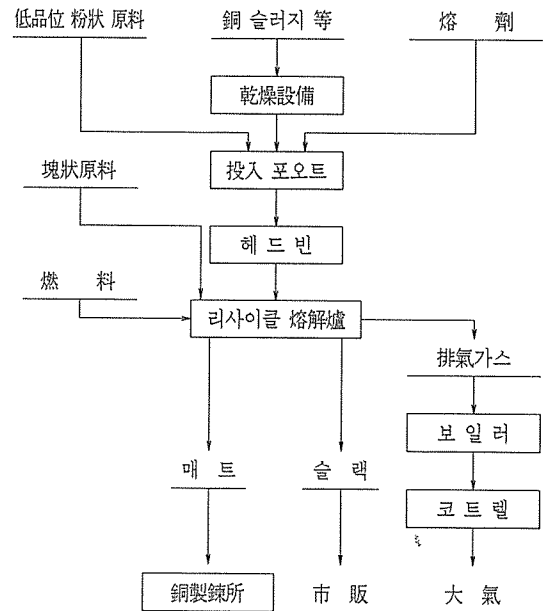 低品位 粉狀 原料
銅 슬러지 等
熔 劑
乾燥設備
塊狀原料
投入 포오트
헤 드 빈
燃 料
리사이클 熔解爐
排氣가스
보 일 러
매 트
슬 랙
코 트 렐
銅製鍊所
市 販
大 氣